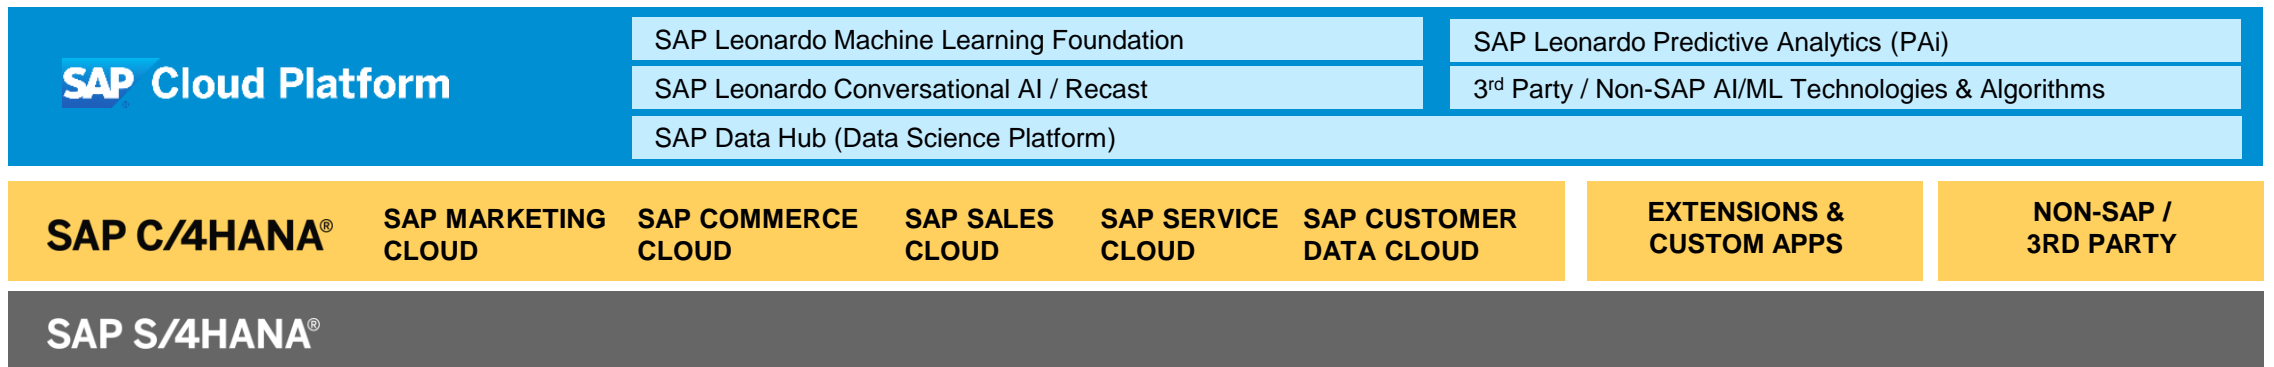 SAP Cloud Platform
SAP Leonardo Machine Learning Foundation
SAP Leonardo Predictive Analytics (PAi)
SAP Leonardo Conversational AI / Recast
3rd Party / Non-SAP AI/ML Technologies & Algorithms
SAP Data Hub (Data Science Platform)
SAP C/4HANA®
SAP MARKETING
CLOUD
SAP COMMERCE
CLOUD
SAP SALES
CLOUD
SAP SERVICE
CLOUD
SAP CUSTOMER
DATA CLOUD
EXTENSIONS &
CUSTOM APPS
NON-SAP /
3RD PARTY
SAP S/4HANA®